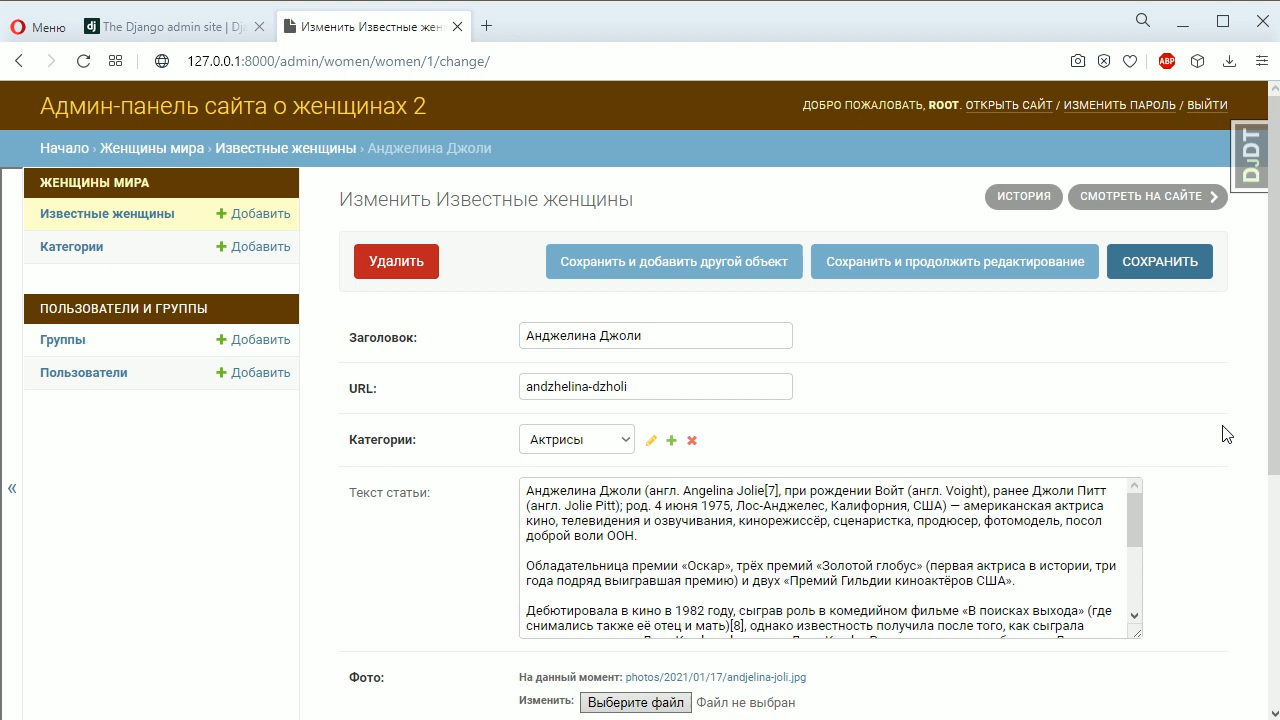 Меню
The Django admin site | Dja
Изменить Известные жен
127.0.0.1:8000/admin/women/women/1/change/
ABP
Админ-панель сайта о женщинах 2
ДОБРО ПОЖАЛОВАТЬ, ROOT. ОТКРЫТЬ САЙТ / ИЗМЕНИТЬ ПАРОЛЬ / ВЫЙТИ
Начало › Женщины мира › Известные женщины › Анджелина Джоли
DJDT
ЖЕНЩИНЫ МИРА
Известные женщины Добавить
Категории Добавить
ПОЛЬЗОВАТЕЛИ И ГРУППЫ
Группы Добавить
Пользователи Добавить
«
Изменить Известные женщины
ИСТОРИЯ
СМОТРЕТЬ НА САЙТЕ
Удалить
Сохранить и добавить другой объект
Сохранить и продолжить редактирование
СОХРАНИТЬ
Заголовок: Анджелина Джоли
URL: andzhelina-dzholi
Категории: Актрисы
Текст статьи:
Анджелина Джоли (англ. Angelina Jolie[7], при рождении Войт (англ. Voight), ранее Джоли Питт
(англ. Jolie Pitt); род. 4 июня 1975, Лос-Анджелес, Калифорния, США) — американская актриса
кино, телевидения и озвучивания, кинорежиссёр, сценаристка, продюсер, фотомодель, посол
доброй воли ООН.
Обладательница премии «Оскар», трёх премий «Золотой глобус» (первая актриса в истории, три
года подряд выигравшая премию) и двух «Премий Гильдии киноактёров США».
Дебютировала в кино в 1982 году, сыграв роль в комедийном фильме «В поисках выхода» (где
снимались также её отец и мать)[8], однако известность получила после того, как сыграла
Фото: На данный момент: photos/2021/01/17/andjelina-joli.jpg
Изменить: Выберите файл Файл не выбран